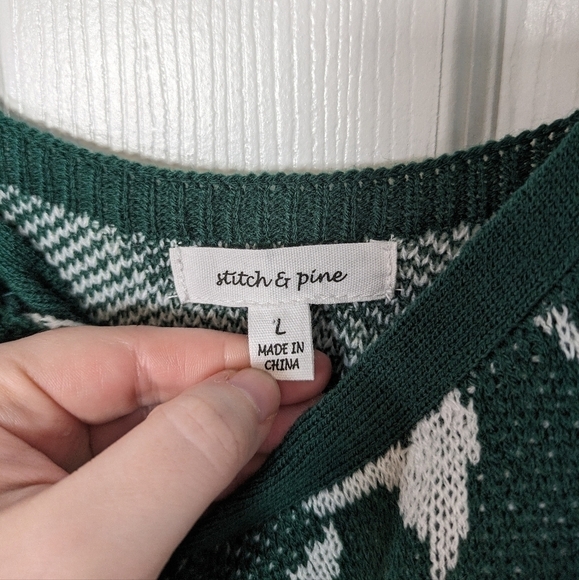 stitch & pine
L
MADE IN
CHINA